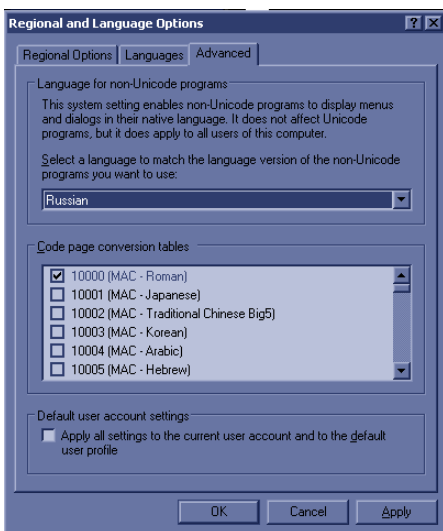 Regional and Language Options
Regional Options Languages Advanced
Language for non-Unicode programs
This system setting enables non-Unicode programs to display menus
and dialogs in their native language. It does not affect Unicode
programs, but it does apply to all users of this computer.
Select a language to match the language version of the non-Unicode
programs you want to use:
Russian
Code page conversion tables
10000 (MAC - Roman)
10001 (MAC - Japanese)
10002 (MAC - Traditional Chinese Big5)
10003 (MAC - Korean)
10004 (MAC - Arabic)
10005 (MAC - Hebrew)
Default user account settings
Apply all settings to the current user account and to the default
user profile
OK Cancel Apply